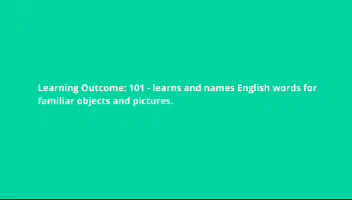 Learning Outcome: 101 - learns and names English words for
familiar objects and pictures.